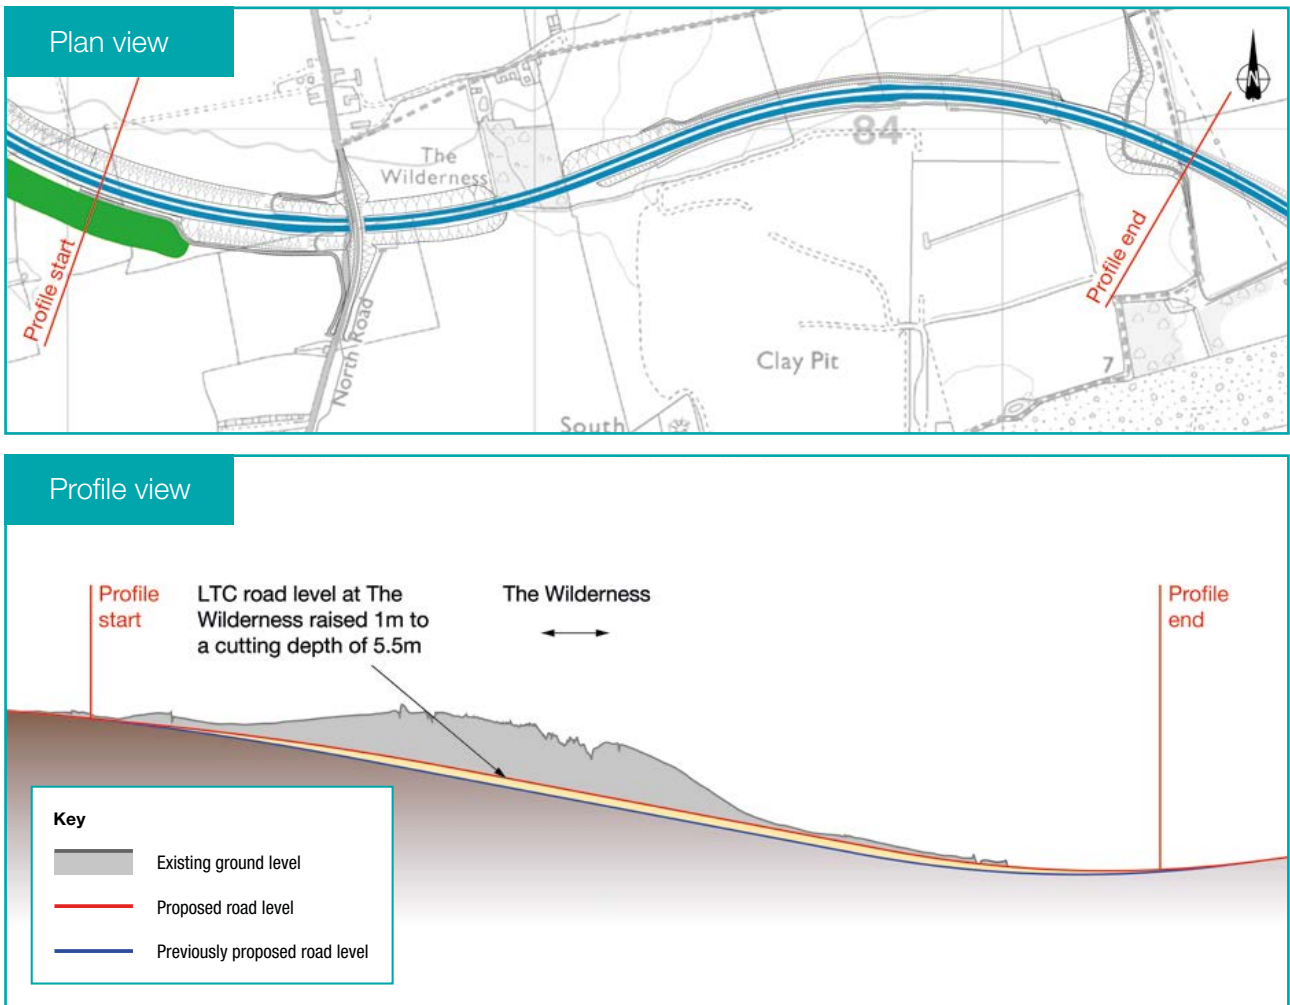 Plan view
N
The
Wilderness
84
Profile start
North Road
Profile end
Clay Pit
7
South
Profile view
Profile
start
LTC road level at The
Wilderness raised 1m to
a cutting depth of 5.5m
The Wilderness
Profile
end
Key
Existing ground level
Proposed road level
Previously proposed road level